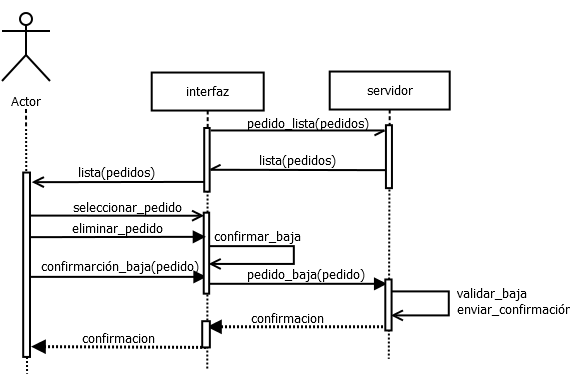 Actor
interfaz
servidor
pedido_lista(pedidos)
lista(pedidos)
lista(pedidos)
seleccionar_pedido
eliminar_pedido
confirmar_baja
confirmarción_baja(pedido)
pedido_baja(pedido)
validar_baja
enviar_confirmación
confirmacion
confirmacion